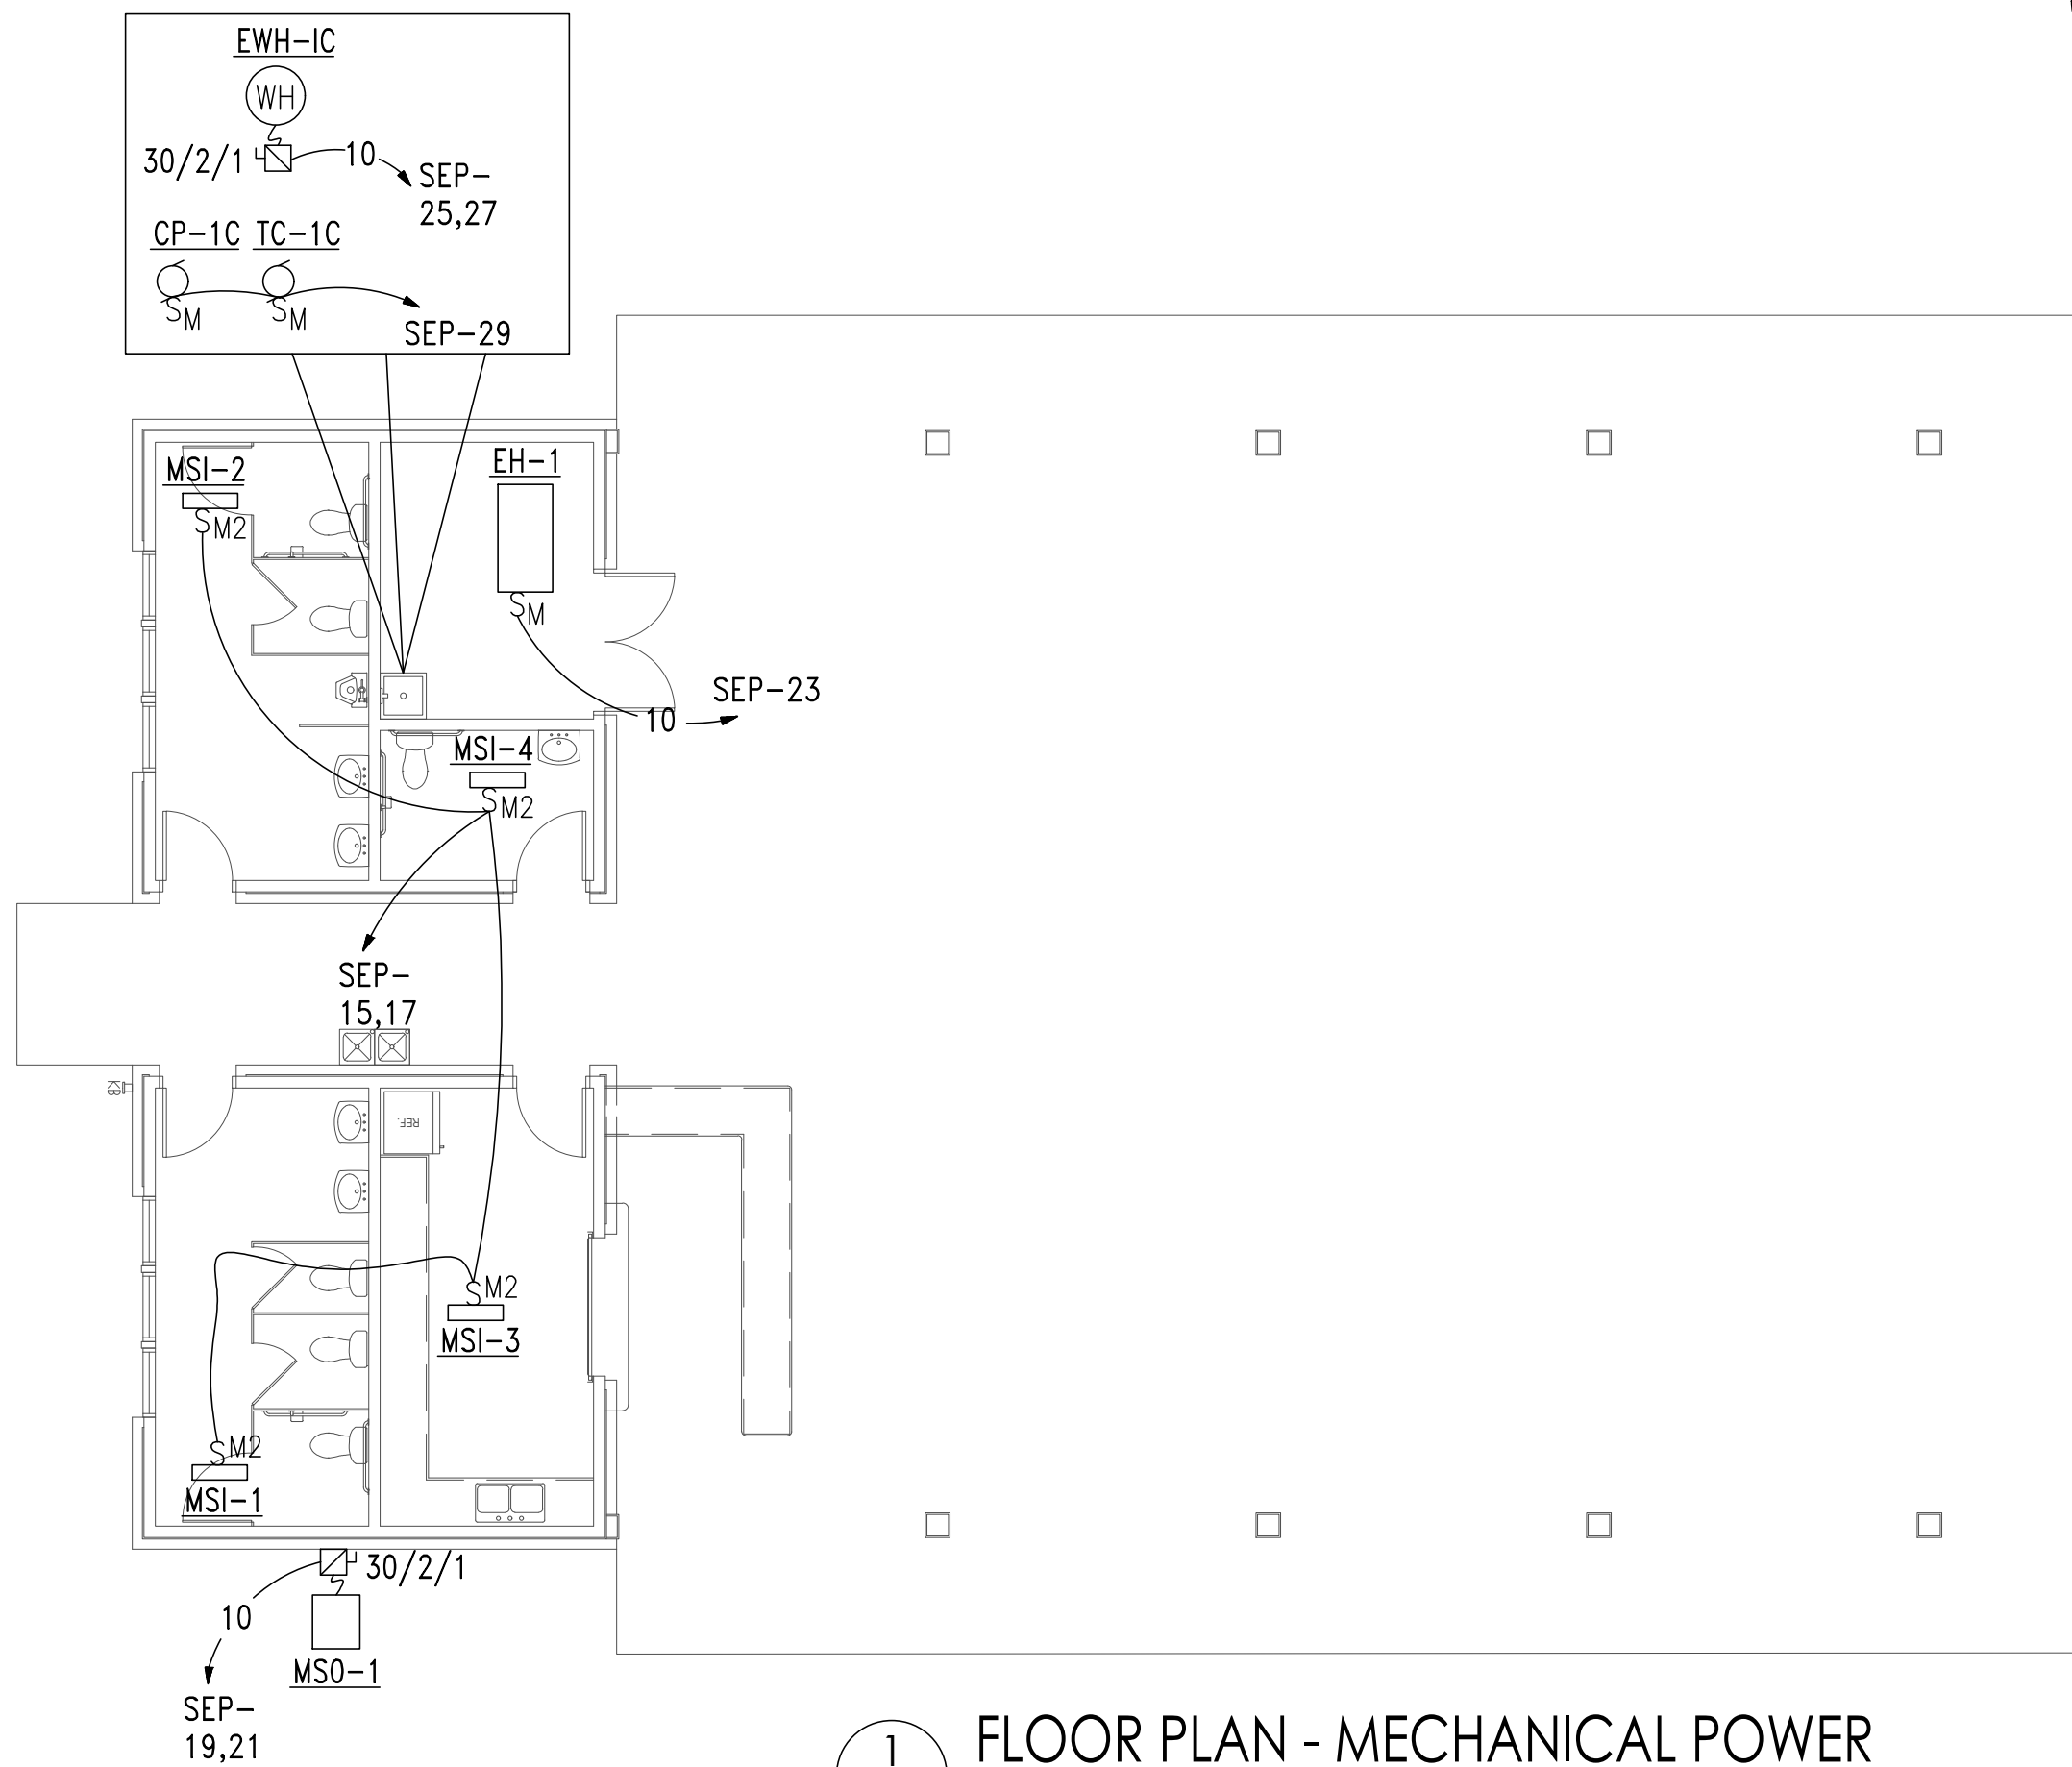 EWH-IC
WH
30/2/1
10
SEP-
25,27
CP-1C TC-1C
SM SM
SEP-29
MSI-2
SM2
EH-1
SM
SEP-23
10
MSI-4
SM2
SEP-
15,17
KB
REF.
SM2
MSI-3
SM2
MSI-1
30/2/1
10
MSO-1
SEP-
19,21
1
FLOOR PLAN - MECHANICAL POWER